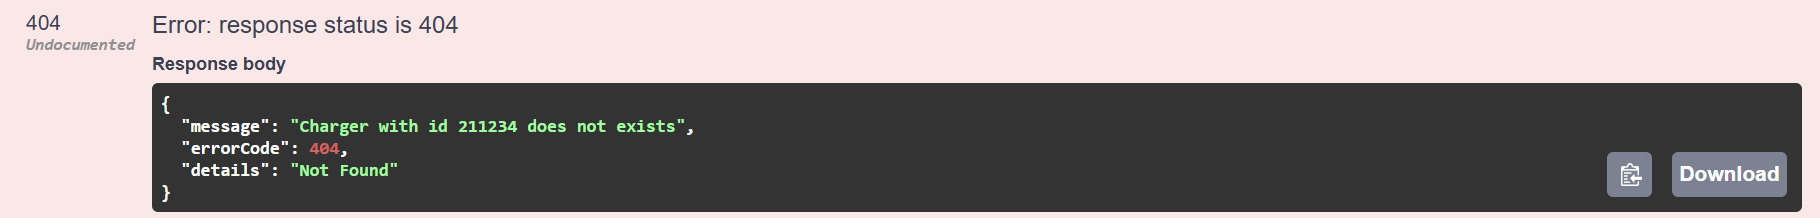 404
Undocumented
Error: response status is 404
Response body
{
  "message": "Charger with id 211234 does not exists",
  "errorCode": 404,
  "details": "Not Found"
}
Download